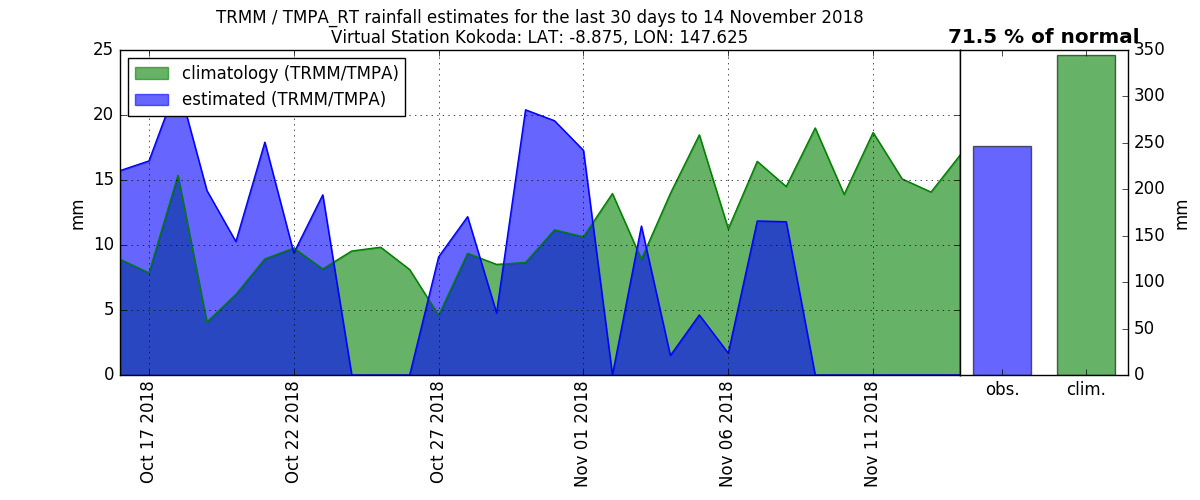 TRMM / TMPA_RT rainfall estimates for the last 30 days to 14 November 2018
Virtual Station Kokoda: LAT: -8.875, LON: 147.625
71.5 % of normal
climatology (TRMM/TMPA)
estimated (TRMM/TMPA)
25
20
15
10
5
0
mm
Oct 17 2018
Oct 22 2018
Oct 27 2018
Nov 01 2018
Nov 06 2018
Nov 11 2018
350
300
250
200
150
100
50
0
mm
obs.
clim.